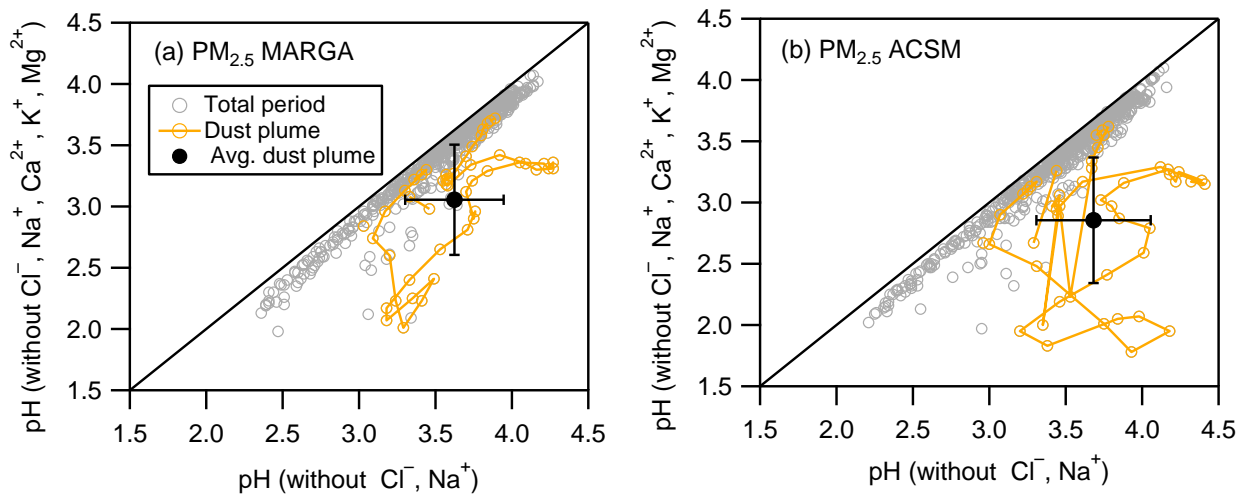 (a) PM₂.₅ MARGA
Total period
Dust plume
Avg. dust plume
pH (without Cl⁻, Na⁺, Ca²⁺, K⁺, Mg²⁺)
4.5
4.0
3.5
3.0
2.5
2.0
1.5
1.5 2.0 2.5 3.0 3.5 4.0 4.5
pH (without Cl⁻, Na⁺)
(b) PM₂.₅ ACSM
pH (without Cl⁻, Na⁺, Ca²⁺, K⁺, Mg²⁺)
4.5
4.0
3.5
3.0
2.5
2.0
1.5
1.5 2.0 2.5 3.0 3.5 4.0 4.5
pH (without Cl⁻, Na⁺)